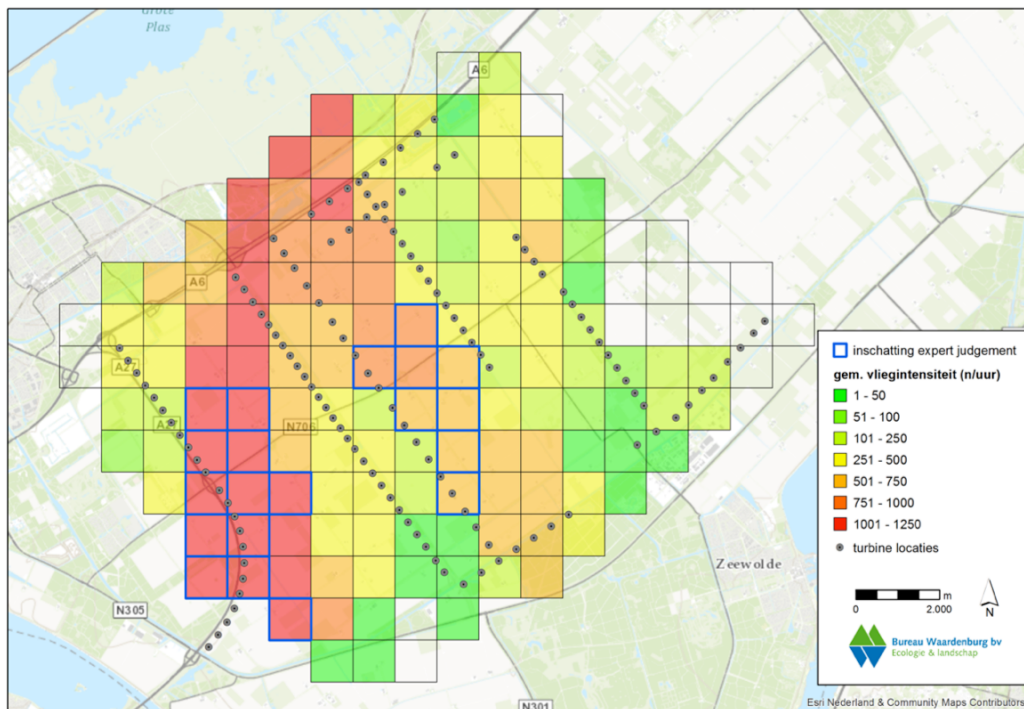 Grote
Plas
A6
A6
A27
A27
N706
N305
Zeewolde
N301
inschatting expert judgement
gem. vliegintensiteit (n/uur)
1 - 50
51 - 100
101 - 250
251 - 500
501 - 750
751 - 1000
1001 - 1250
turbine locaties
m
0 2.000
N
Bureau Waardenburg bv
Ecologie & landschap
Esri Nederland & Community Maps Contributors